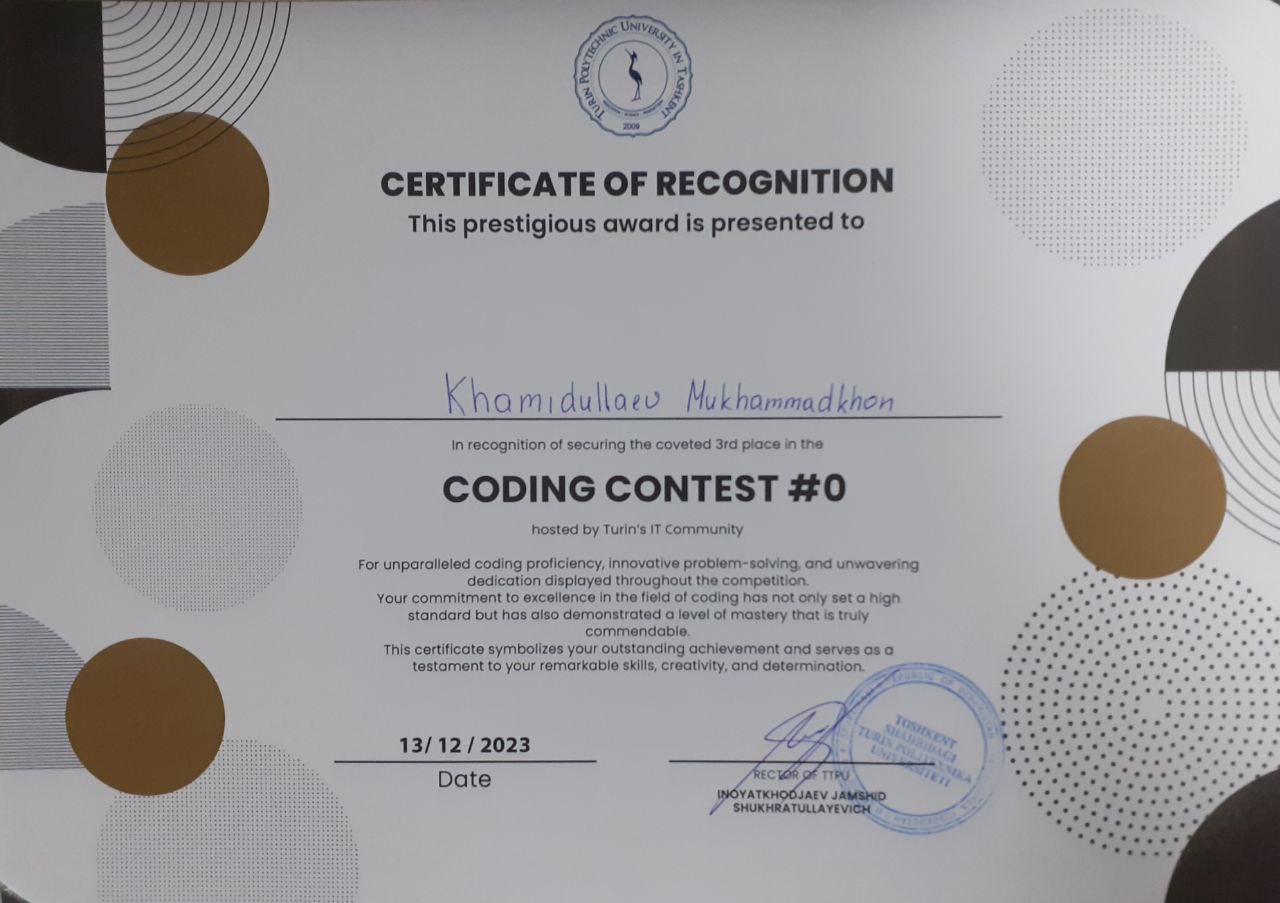 TURIN POLYTECHNIC UNIVERSITY IN TASHKENT
2009
CERTIFICATE OF RECOGNITION
This prestigious award is presented to
Khamidullaev Mukhammadkhon
In recognition of securing the coveted 3rd place in the
CODING CONTEST #0
hosted by Turin's IT Community
For unparalleled coding proficiency, innovative problem-solving, and unwavering
dedication displayed throughout the competition.
Your commitment to excellence in the field of coding has not only set a high
standard but has also demonstrated a level of mastery that is truly
commendable.
This certificate symbolizes your outstanding achievement and serves as a
testament to your remarkable skills, creativity, and determination.
13/ 12 / 2023
Date
RECTOR OF TTPU
INOYATKHODJAEV JAMSHID
SHUKHRATULLAYEVICH
TOSHKENT
SHAHRIDAGI
TURIN POLITEXNIKA
UNIVERSITETI